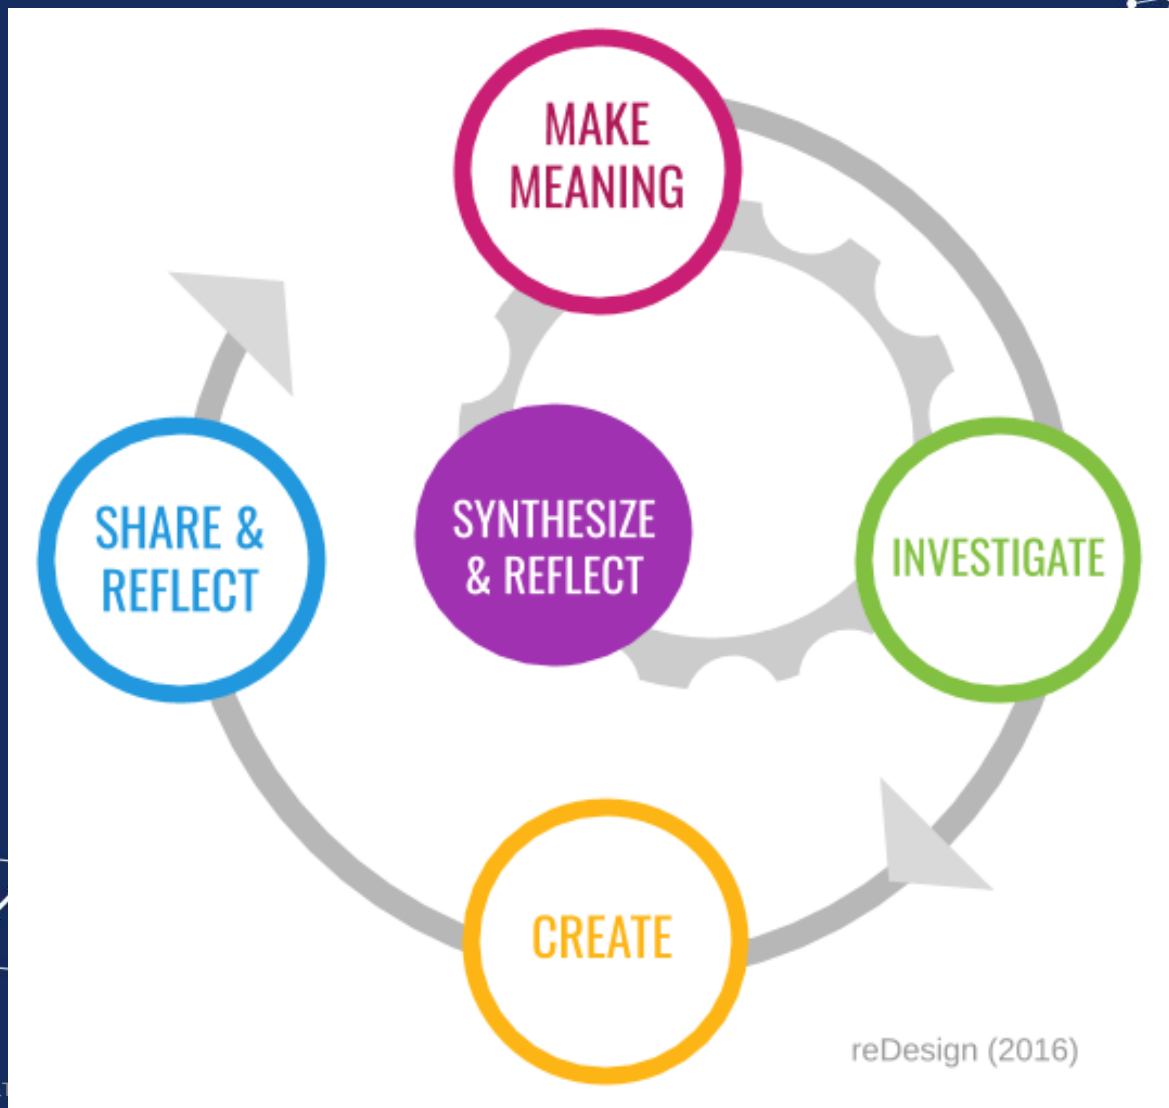 MAKE
MEANING
SHARE &
REFLECT
SYNTHESIZE
& REFLECT
INVESTIGATE
CREATE
reDesign (2016)